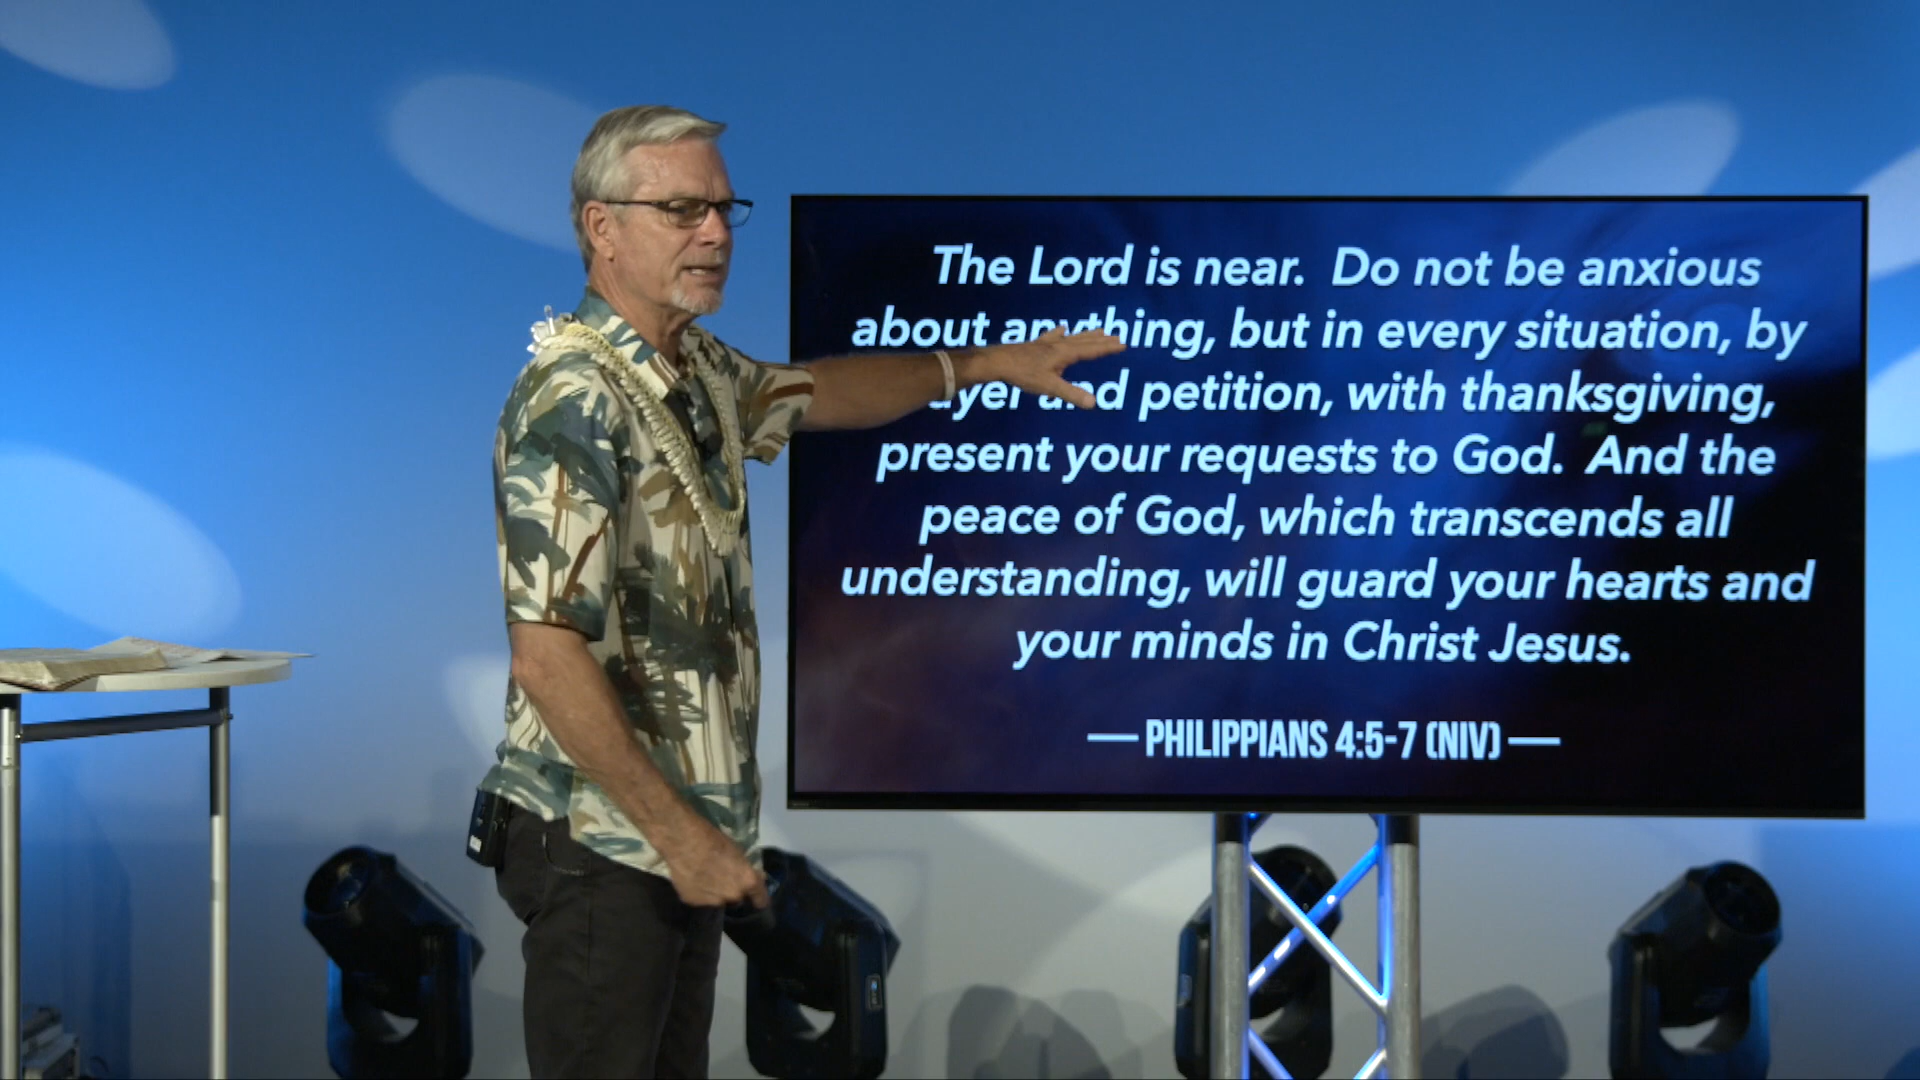 The Lord is near. Do not be anxious
about anything, but in every situation, by
and petition, with thanksgiving,
present your requests to God. And the
peace of God, which transcends all
understanding, will guard your hearts and
your minds in Christ Jesus.
— PHILIPPIANS 4:5-7 (NIV) —